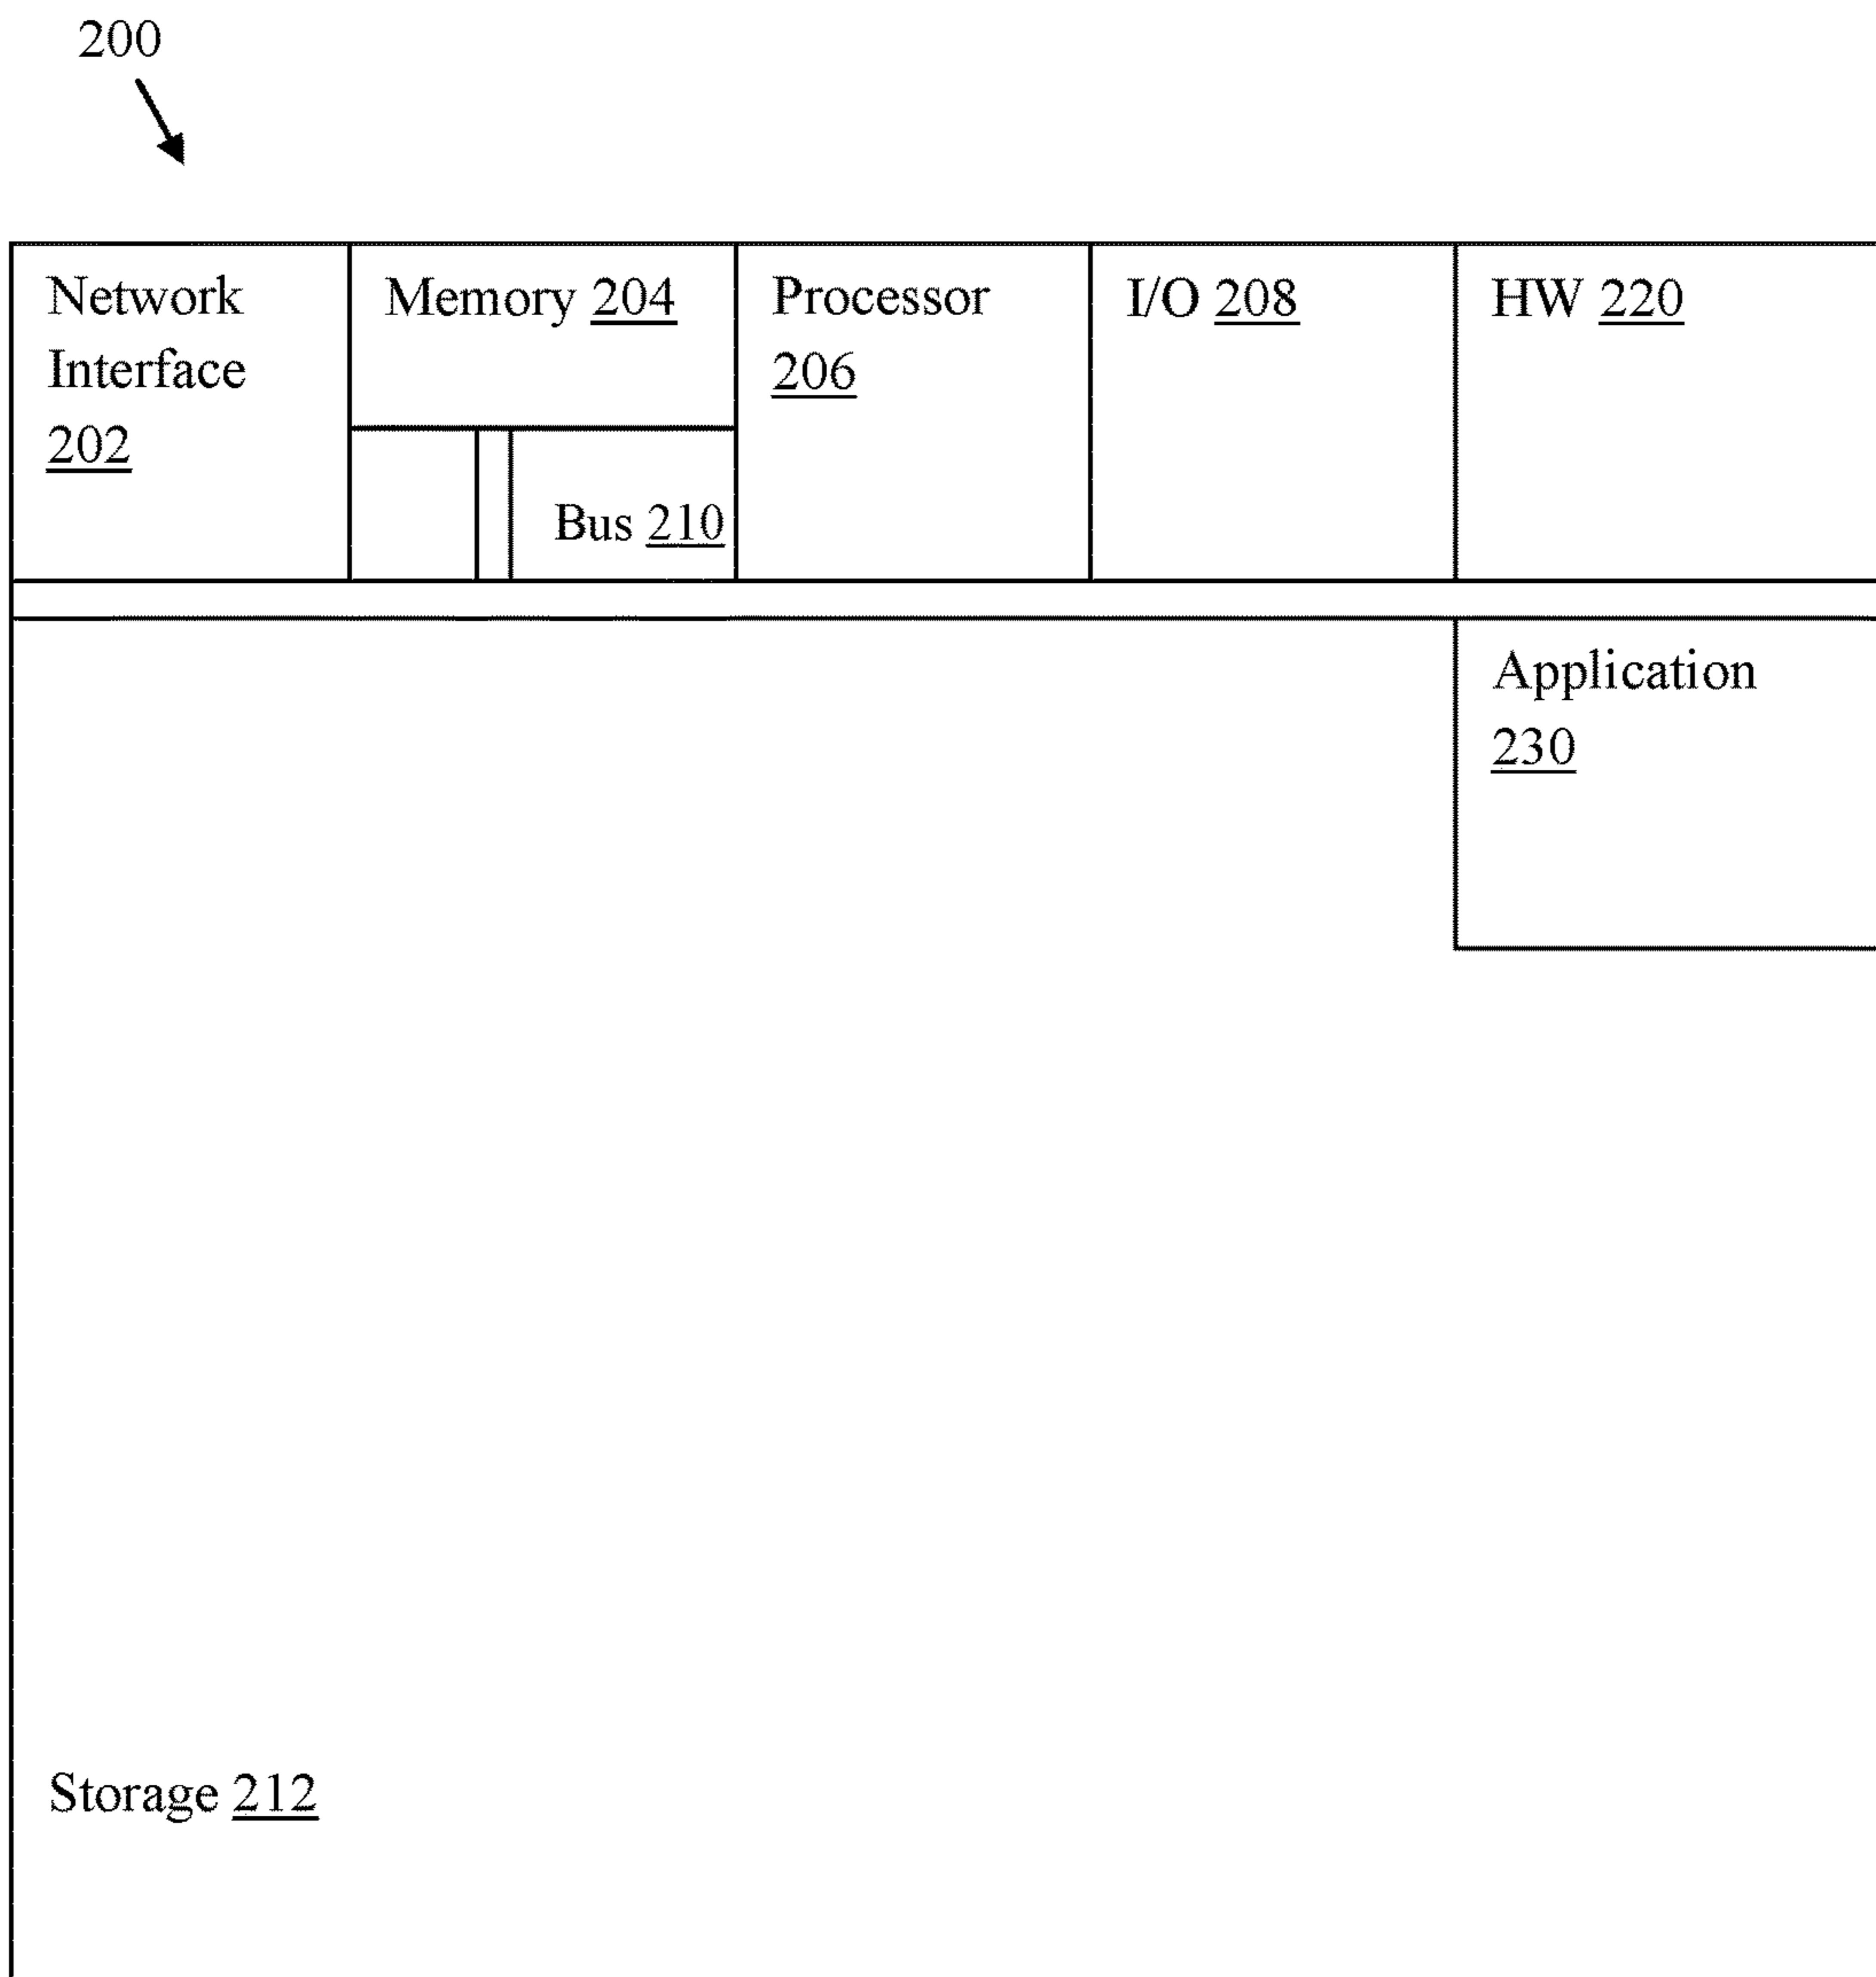 200
Network
Interface
202
Memory 204
Bus 210
Processor
206
I/O 208
HW 220
Application
230
Storage 212